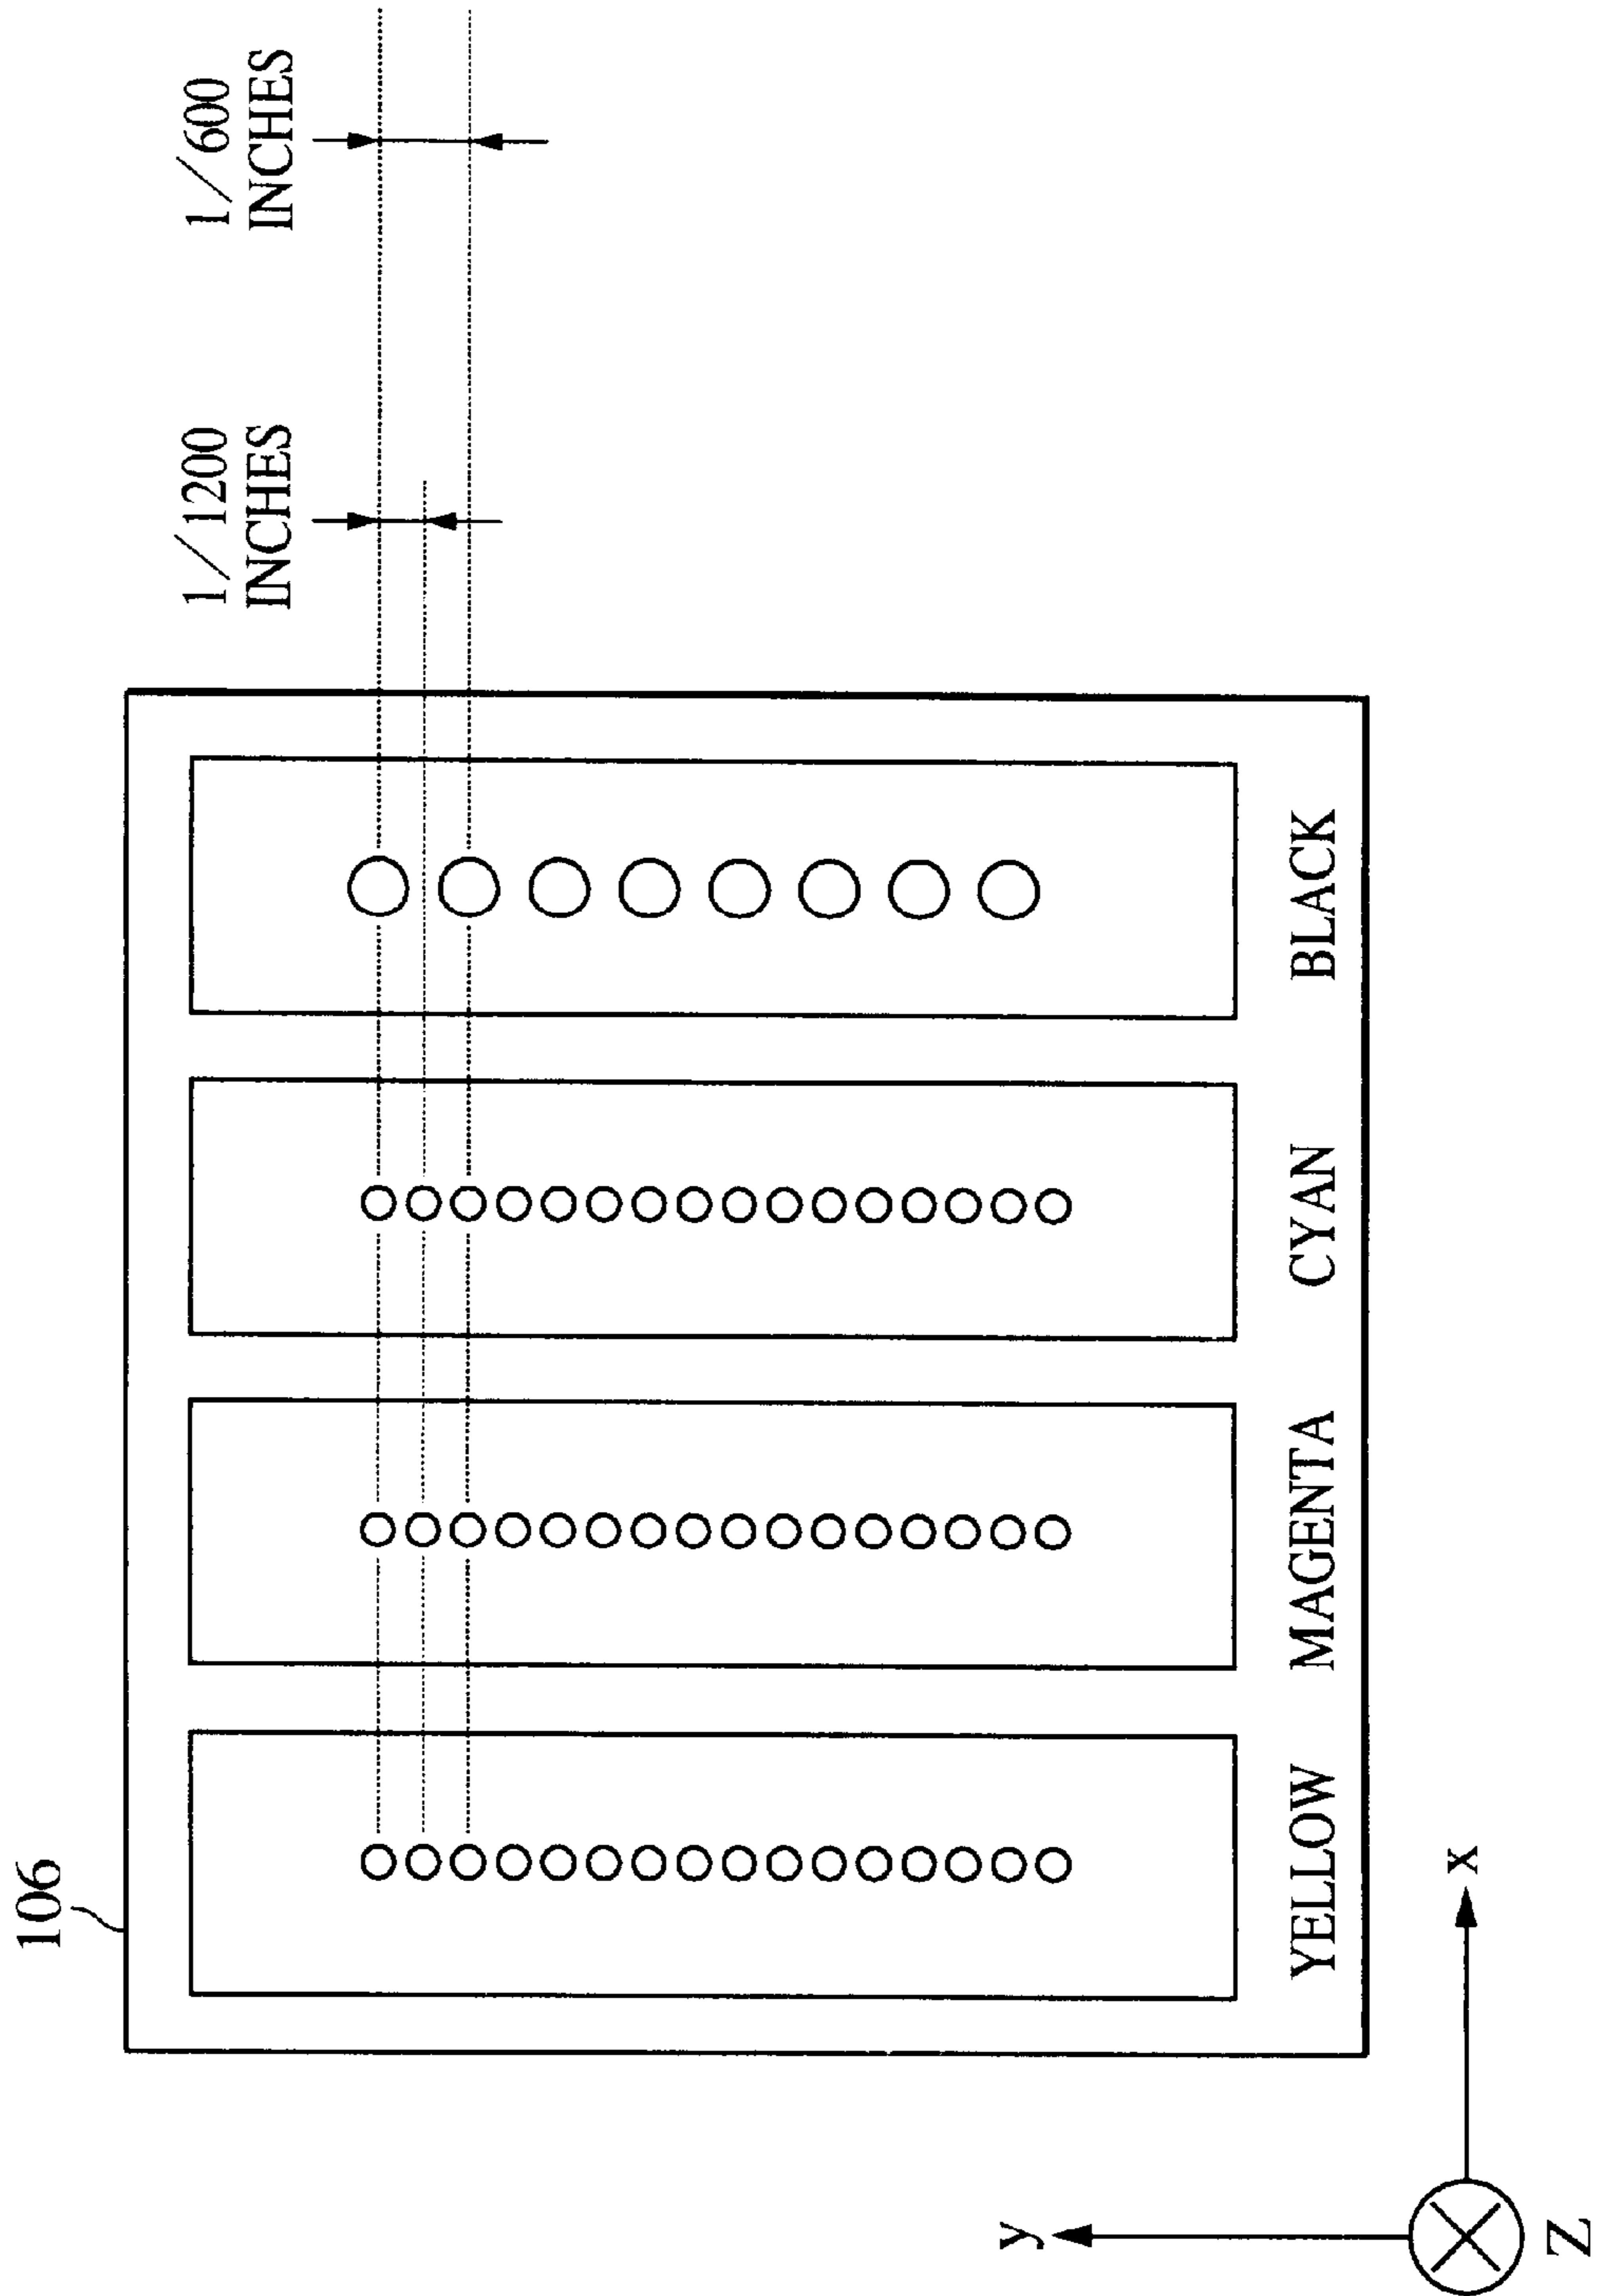 106
1/1200
INCHES
1/600
INCHES
YELLOW
MAGENTA
CYAN
BLACK
y
x
Z